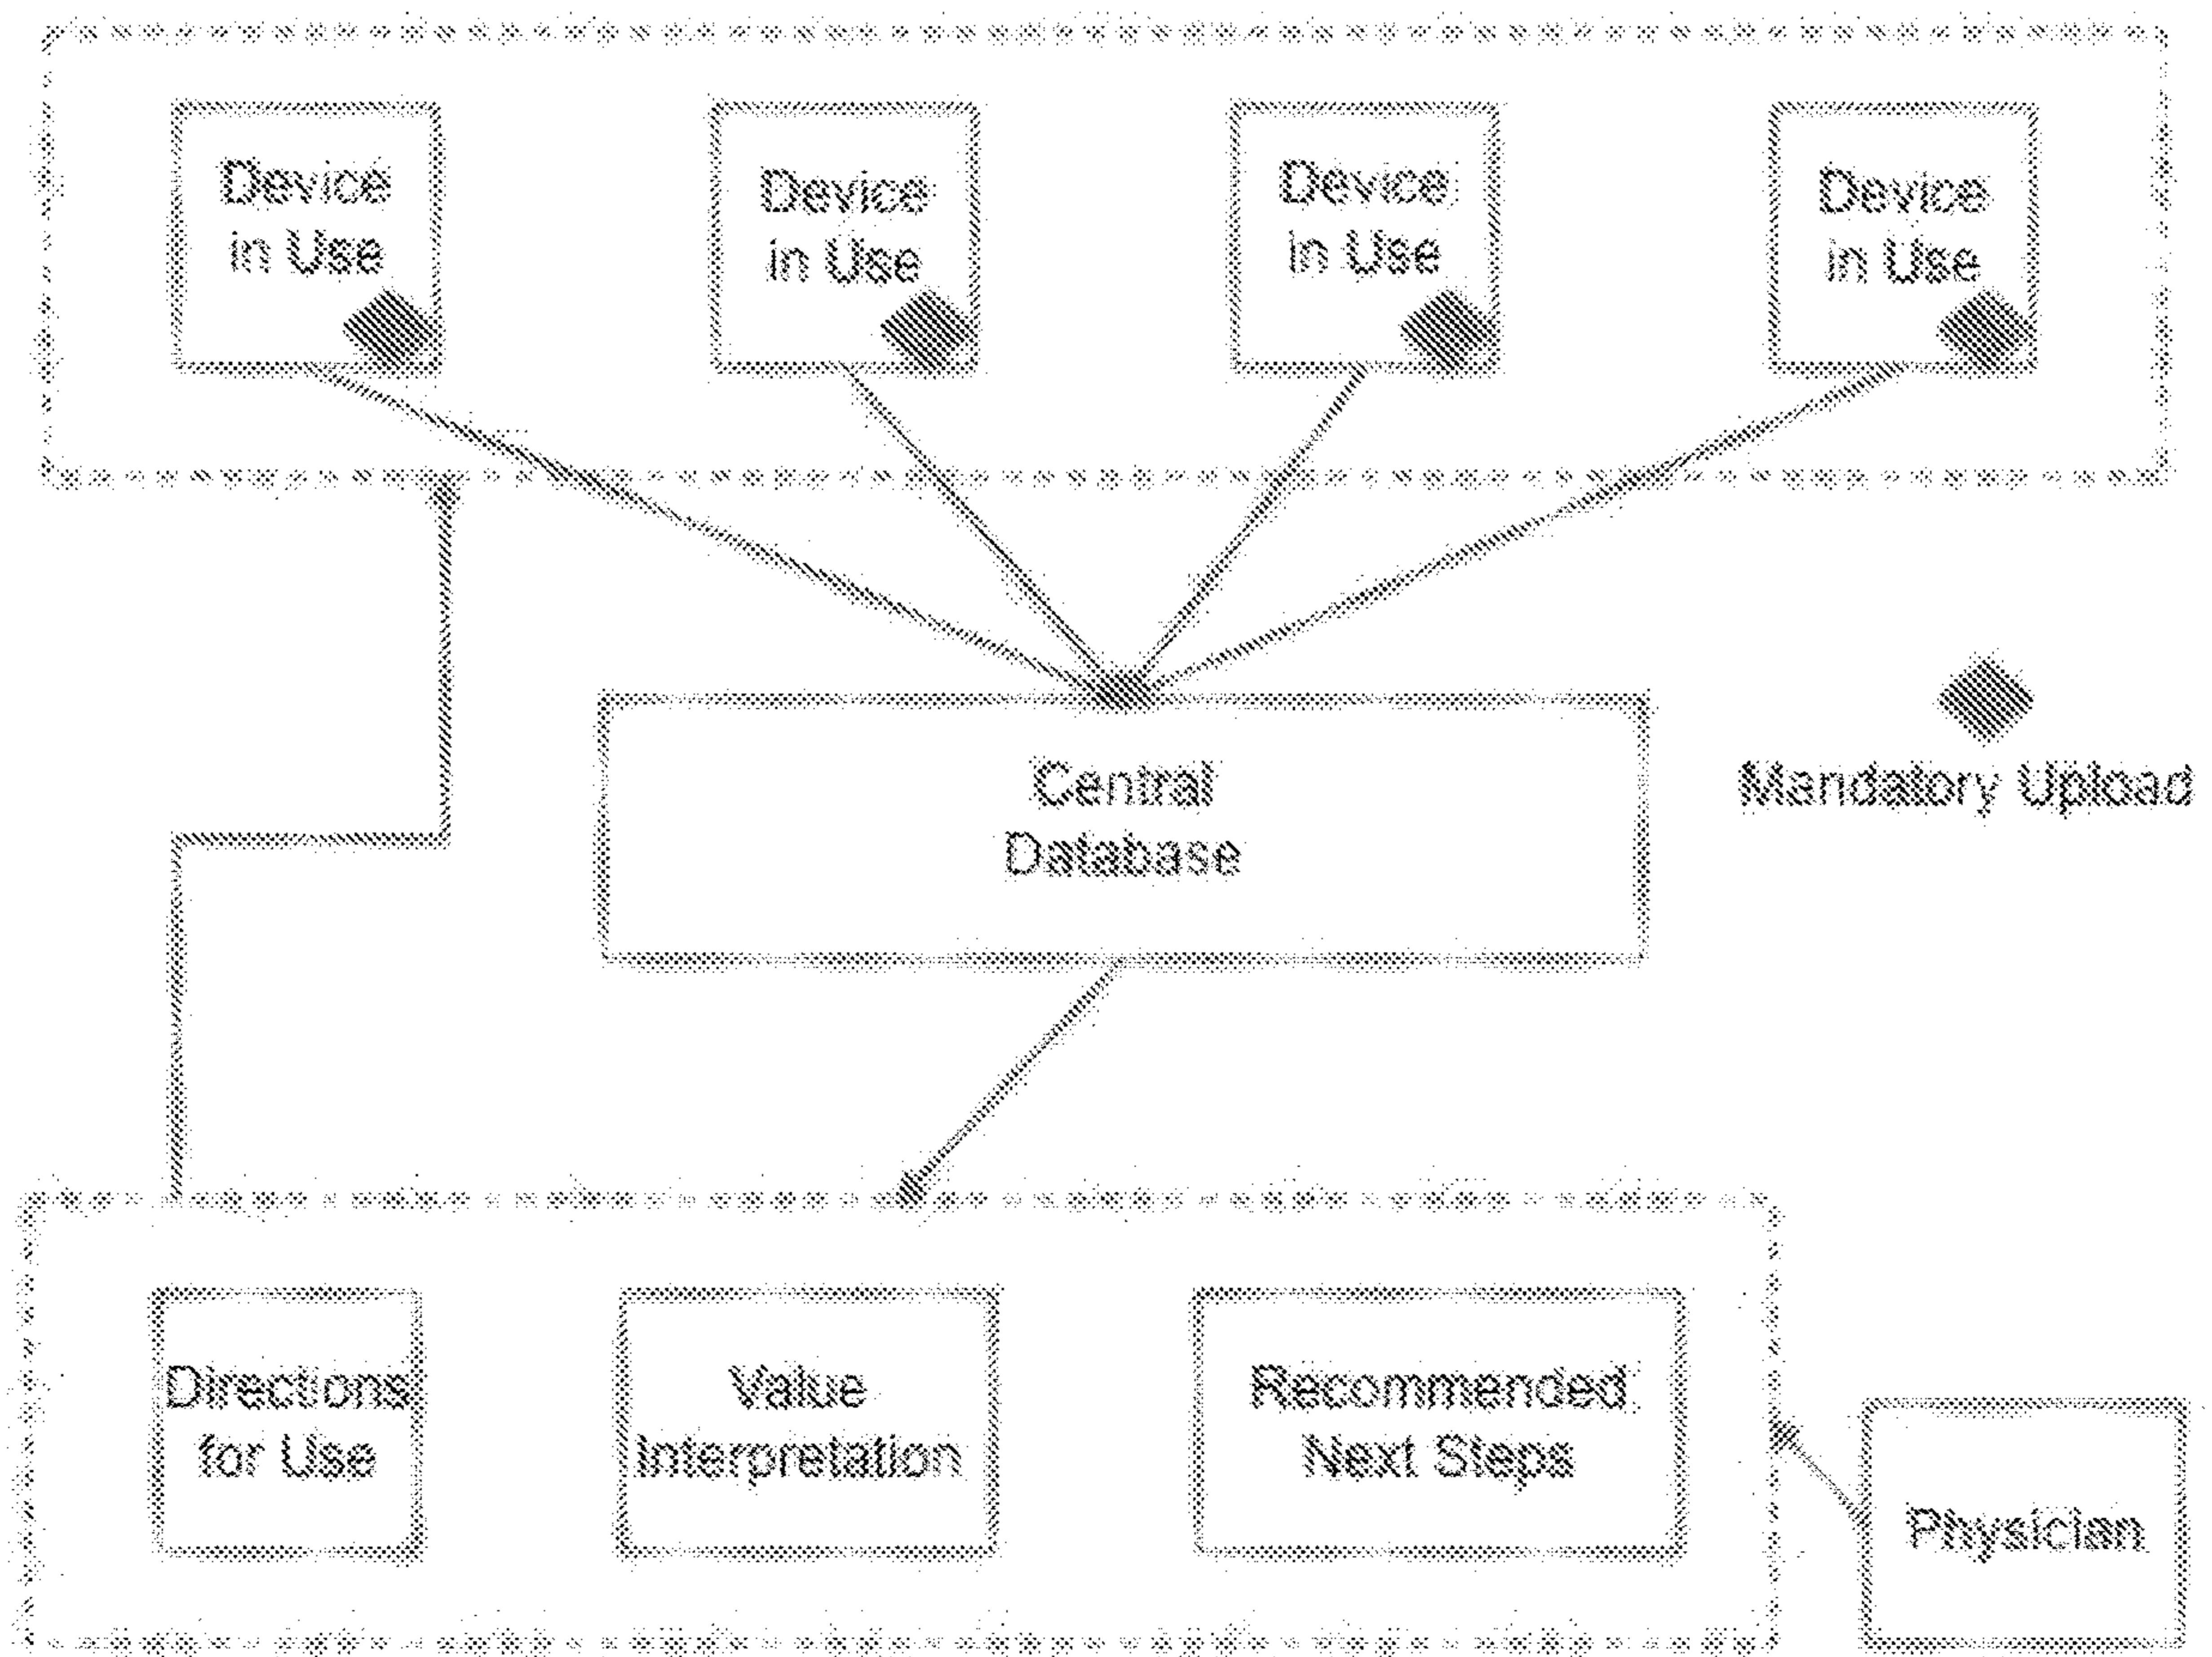 Device
in Use
Device
in Use
Device
in Use
Device
in Use
Central
Database
Mandatory Upload
Directions
for Use
Value
Interpretation
Recommended
Next Steps
Physician